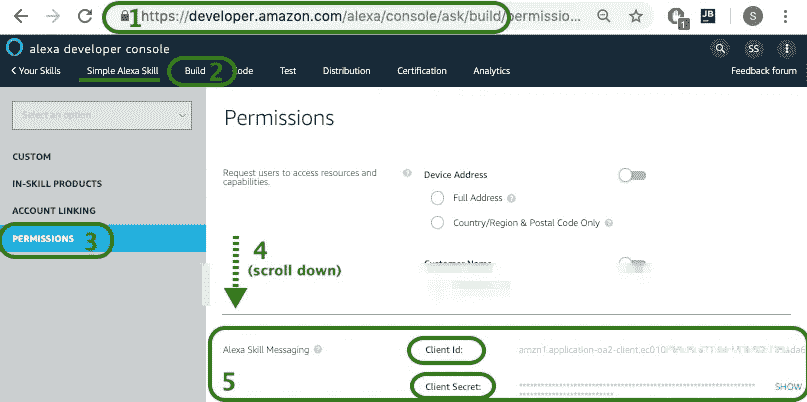 1 https://developer.amazon.com/alexa/console/ask/build/permissio...
1
JB
S
alexa developer console
SS
Your Skills
Simple Alexa Skill
Build 2
ode
Test
Distribution
Certification
Analytics
Feedback forum
Select an option
CUSTOM
IN-SKILL PRODUCTS
ACCOUNT LINKING
PERMISSIONS 3
Permissions
Request users to access resources and
capabilities.
?
Device Address
Full Address ?
Country/Region & Postal Code Only ?
4
(scroll down)
Customer Name
5
Alexa Skill Messaging ?
Client Id:
amzn1.application-oa2-client.ec010
Client Secret:
SHOW